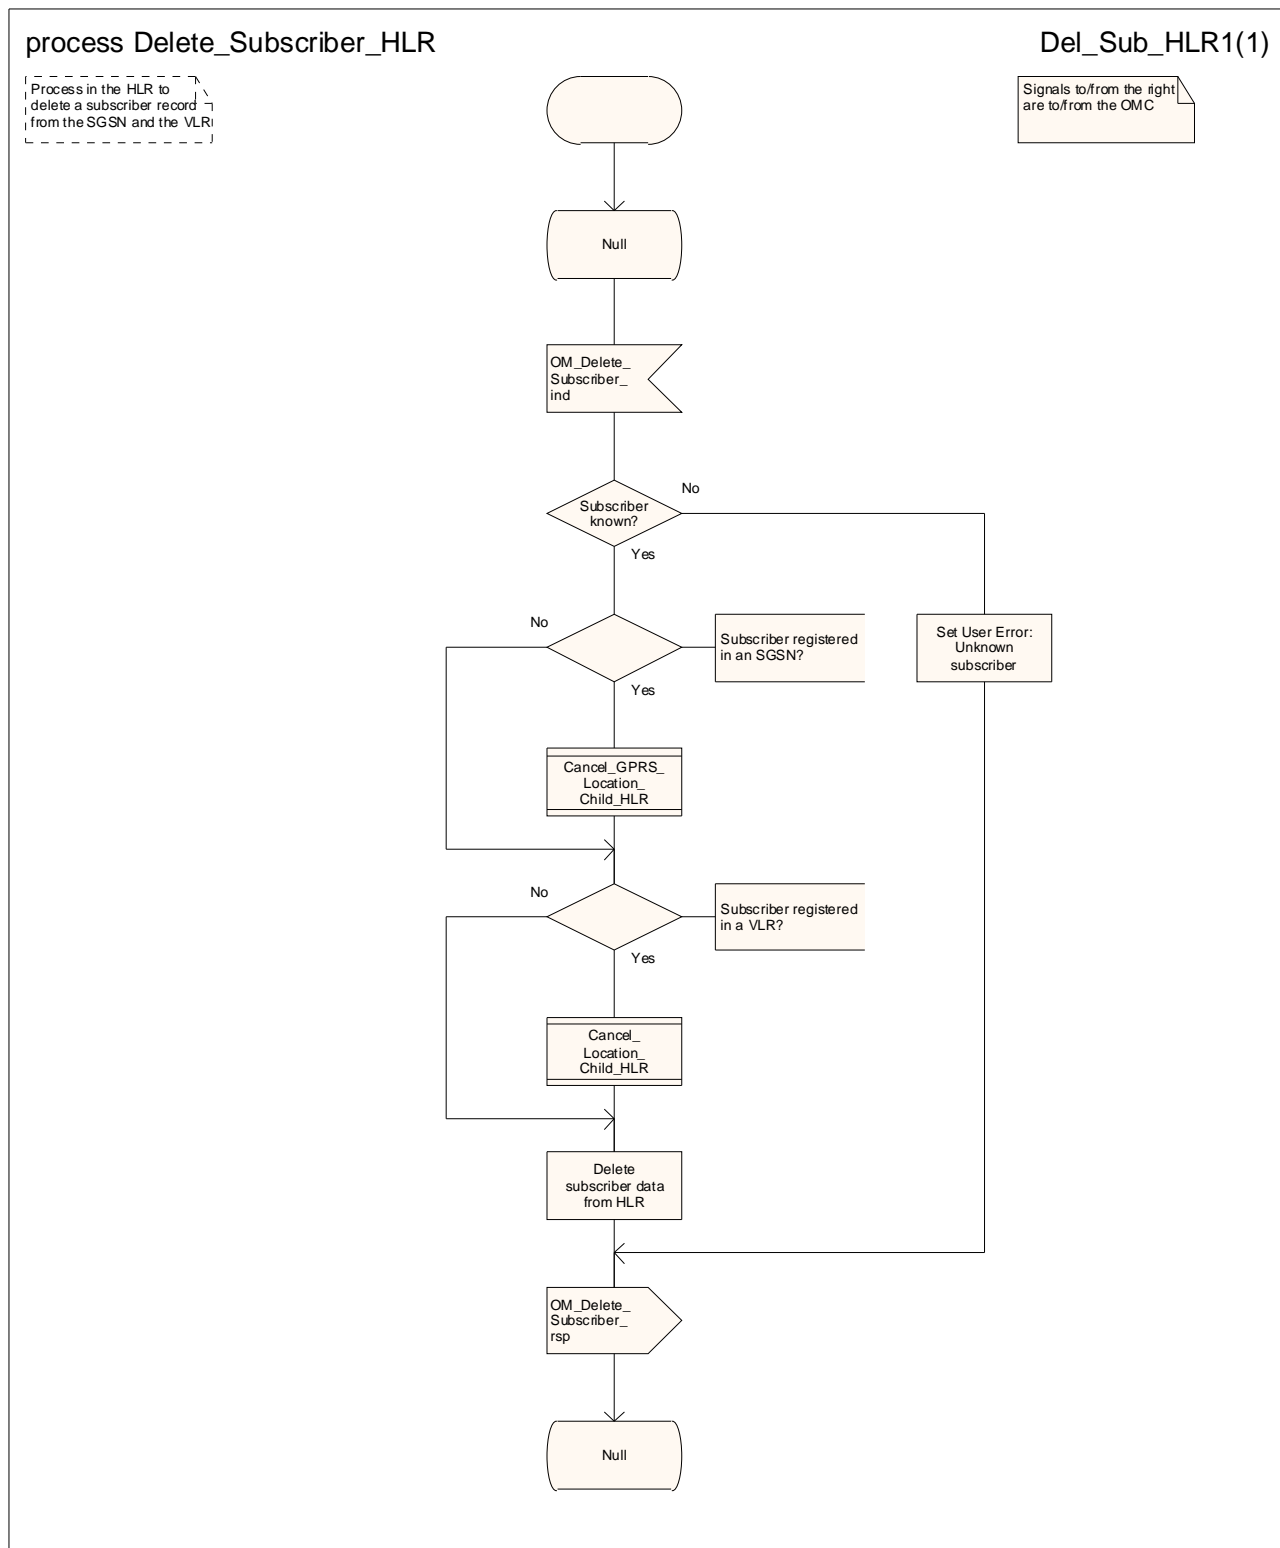 process Delete_Subscriber_HLR
Del_Sub_HLR1(1)
Process in the HLR to
delete a subscriber record
from the SGSN and the VLR
Signals to/from the right
are to/from the OMC
Null
OM_Delete_
Subscriber_
ind
Subscriber
known?
No
Yes
No
Subscriber registered
in an SGSN?
Set User Error:
Unknown
subscriber
Yes
Cancel_GPRS_
Location_
Child_HLR
No
Subscriber registered
in a VLR?
Yes
Cancel_
Location_
Child_HLR
Delete
subscriber data
from HLR
OM_Delete_
Subscriber_
rsp
Null